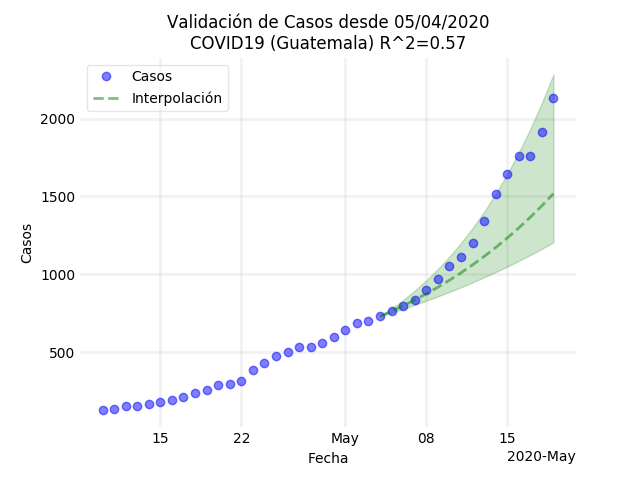 Validación de Casos desde 05/04/2020
COVID19 (Guatemala) R^2=0.57
Casos
Interpolación
2000
1500
1000
500
Casos
15
22
May
08
15
Fecha
2020-May